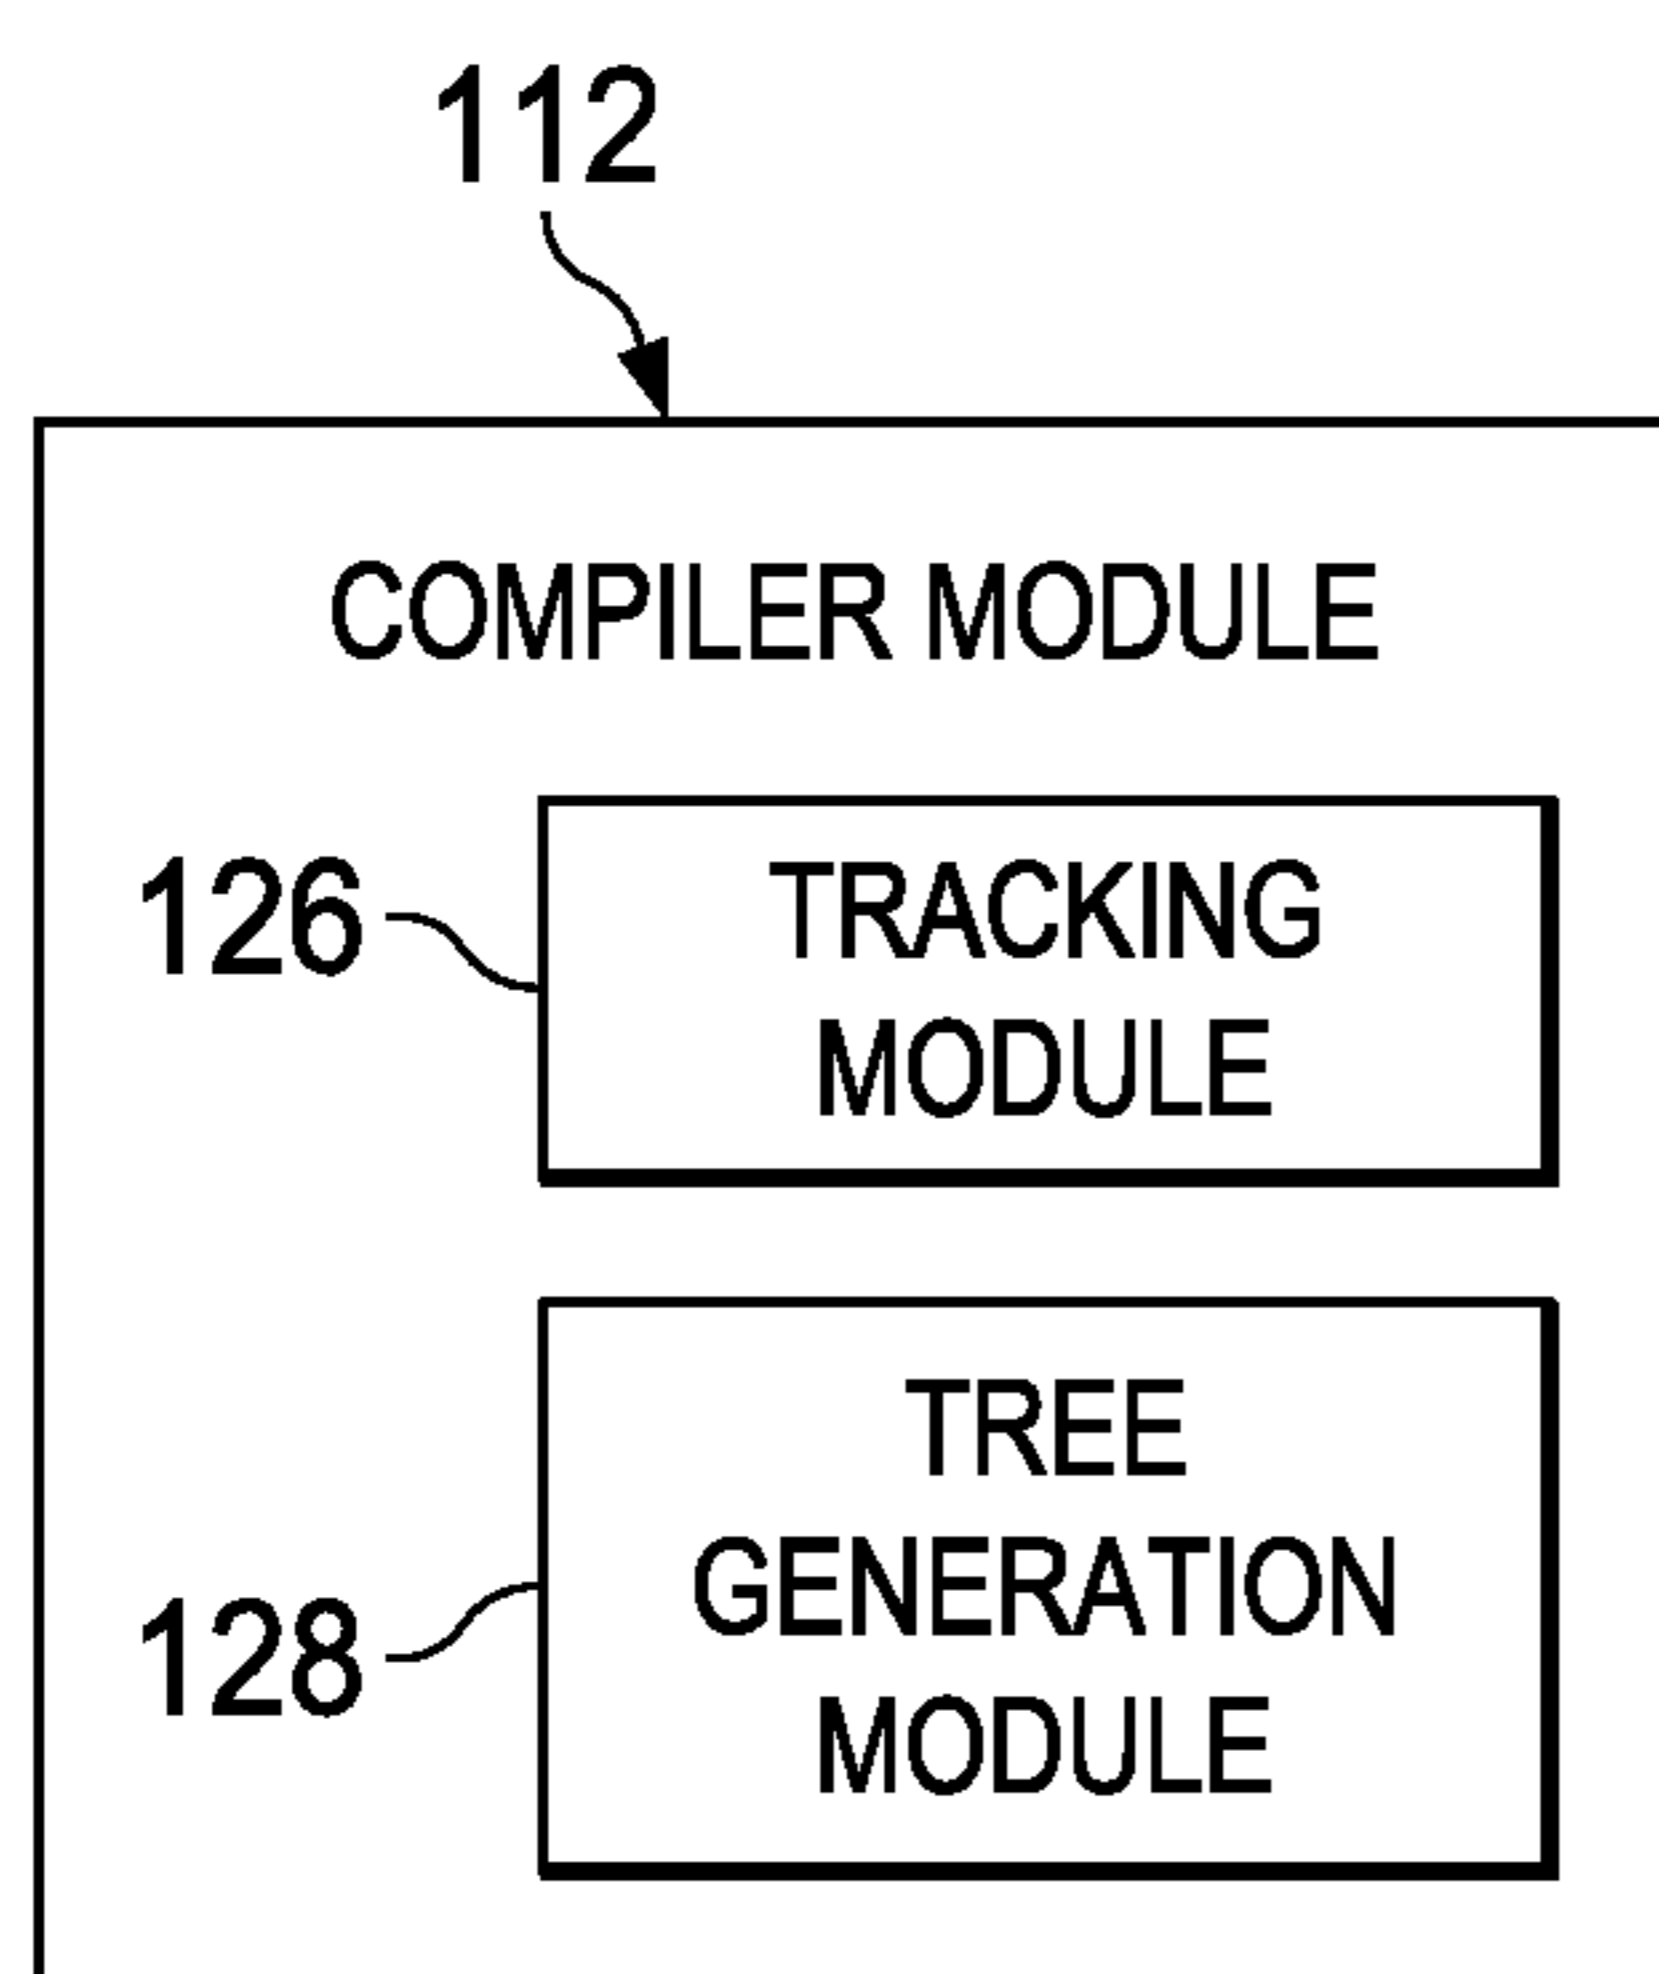 112
COMPILER MODULE
126
TRACKING
MODULE
128
TREE
GENERATION
MODULE